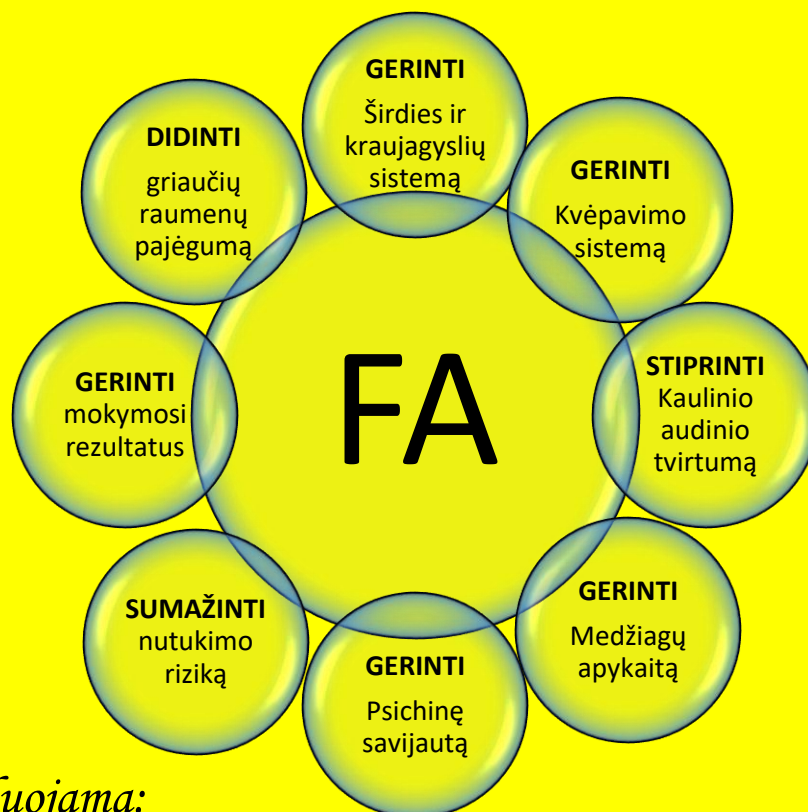 GERINTI
Širdies ir
kraujagyslių
sistemą
GERINTI
Kvėpavimo
sistemą
STIPRINTI
Kaulinio
audinio
tvirtumą
GERINTI
Medžiagų
apykaitą
GERINTI
Psichinę
savijautą
SUMAŽINTI
nutukimo
riziką
GERINTI
mokymosi
rezultatus
DIDINTI
griaučių
raumenų
pajėgumą
FA